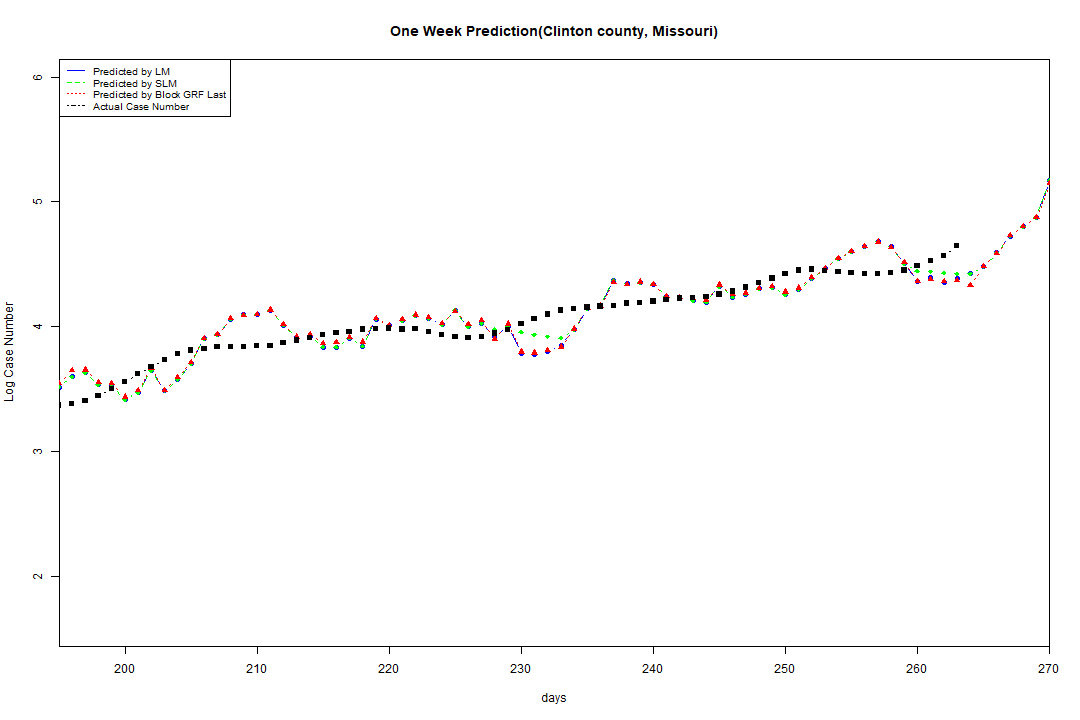 One Week Prediction(Clinton county, Missouri)
Predicted by LM
Predicted by SLM
Predicted by Block GRF Last
Actual Case Number
6
5
4
3
2
Log Case Number
200 210 220 230 240 250 260 270
days